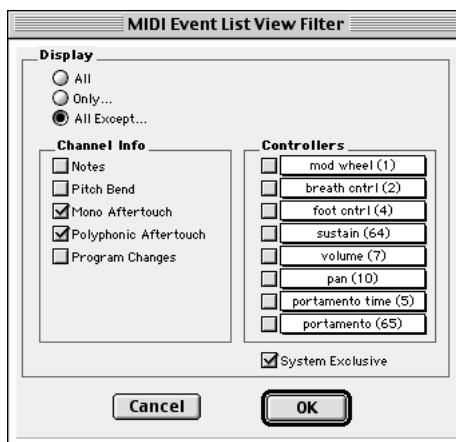 MIDI Event List View Filter
Display
All
Only...
All Except...
Channel Info
Notes
Pitch Bend
Mono Aftertouch
Polyphonic Aftertouch
Program Changes
Controllers
mod wheel (1)
breath cntrl (2)
foot cntrl (4)
sustain (64)
volume (7)
pan (10)
portamento time (5)
portamento (65)
System Exclusive
Cancel
OK